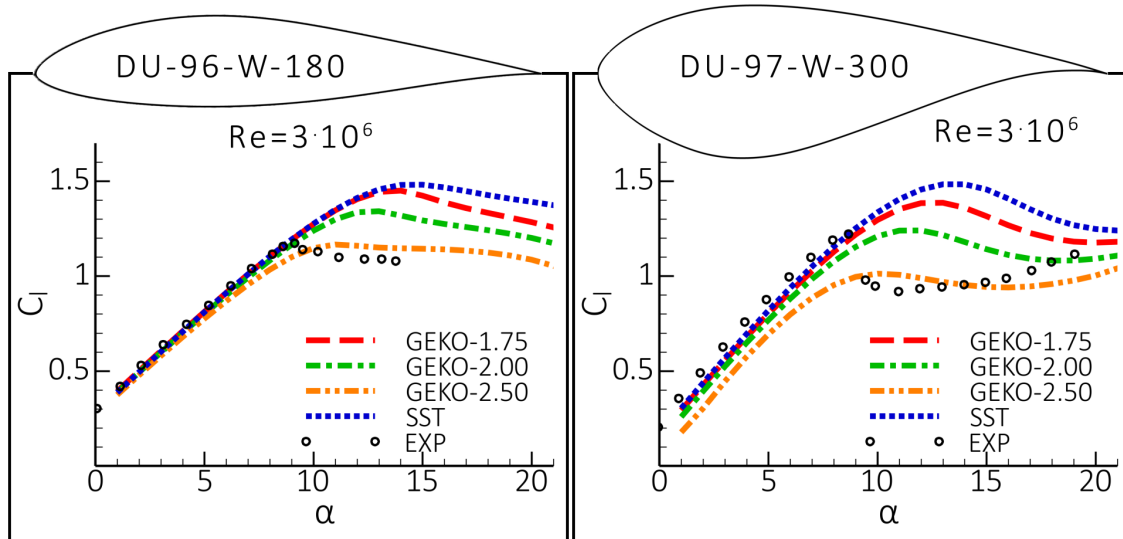 DU-96-W-180
Re=3·10⁶
1.5
1
0.5
C_l
GEKO-1.75
GEKO-2.00
GEKO-2.50
SST
EXP
0 5 10 15 20
α
DU-97-W-300
Re=3·10⁶
1.5
1
0.5
C_l
GEKO-1.75
GEKO-2.00
GEKO-2.50
SST
EXP
0 5 10 15 20
α